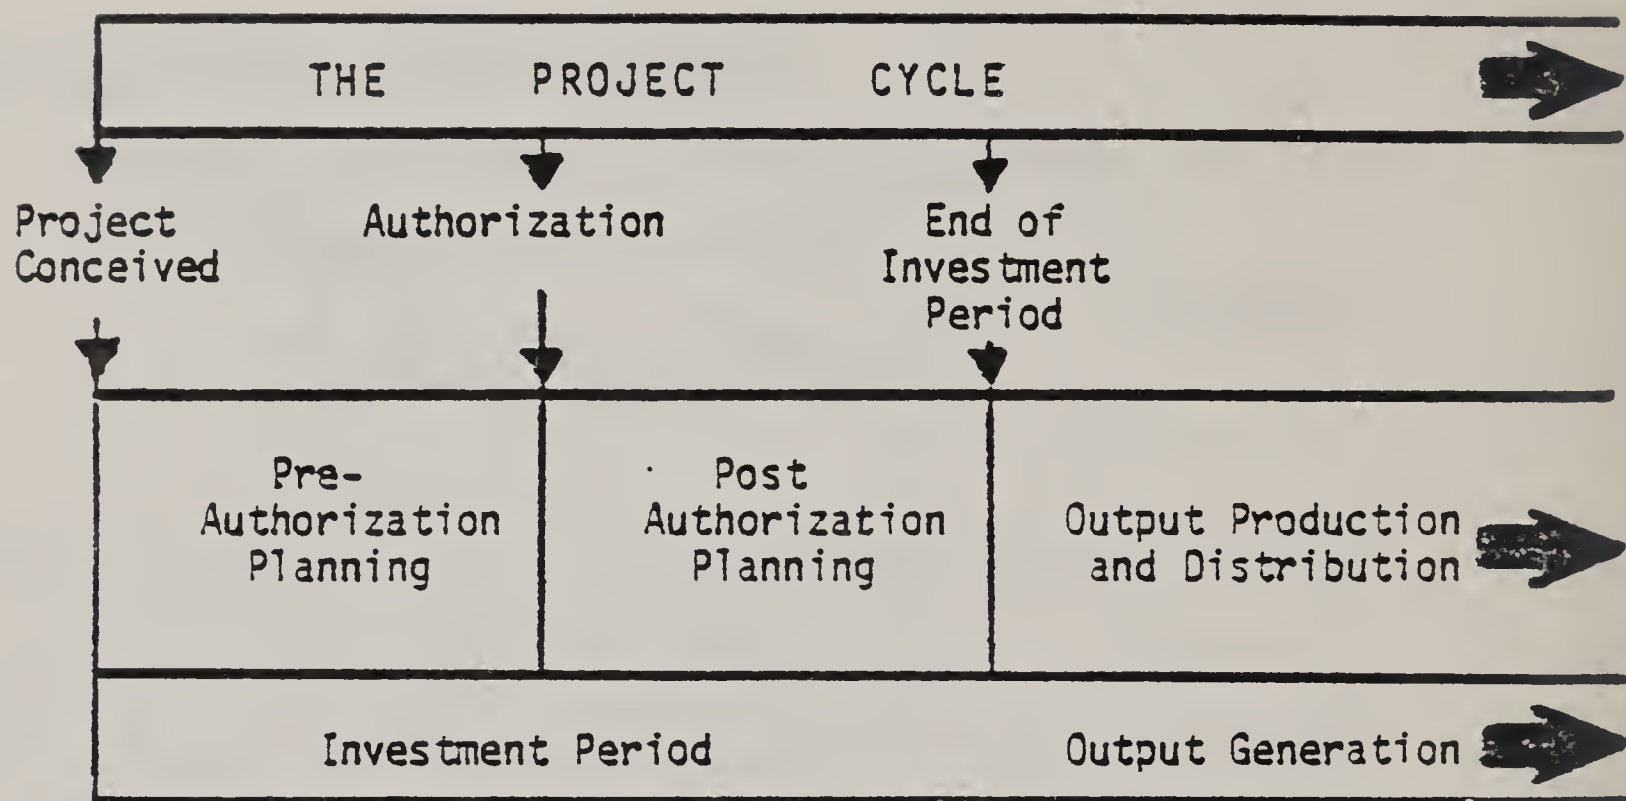 THE PROJECT CYCLE
Project
Conceived
Authorization
End of
Investment
Period
Pre-
Authorization
Planning
Post
Authorization
Planning
Output Production
and Distribution
Investment Period
Output Generation